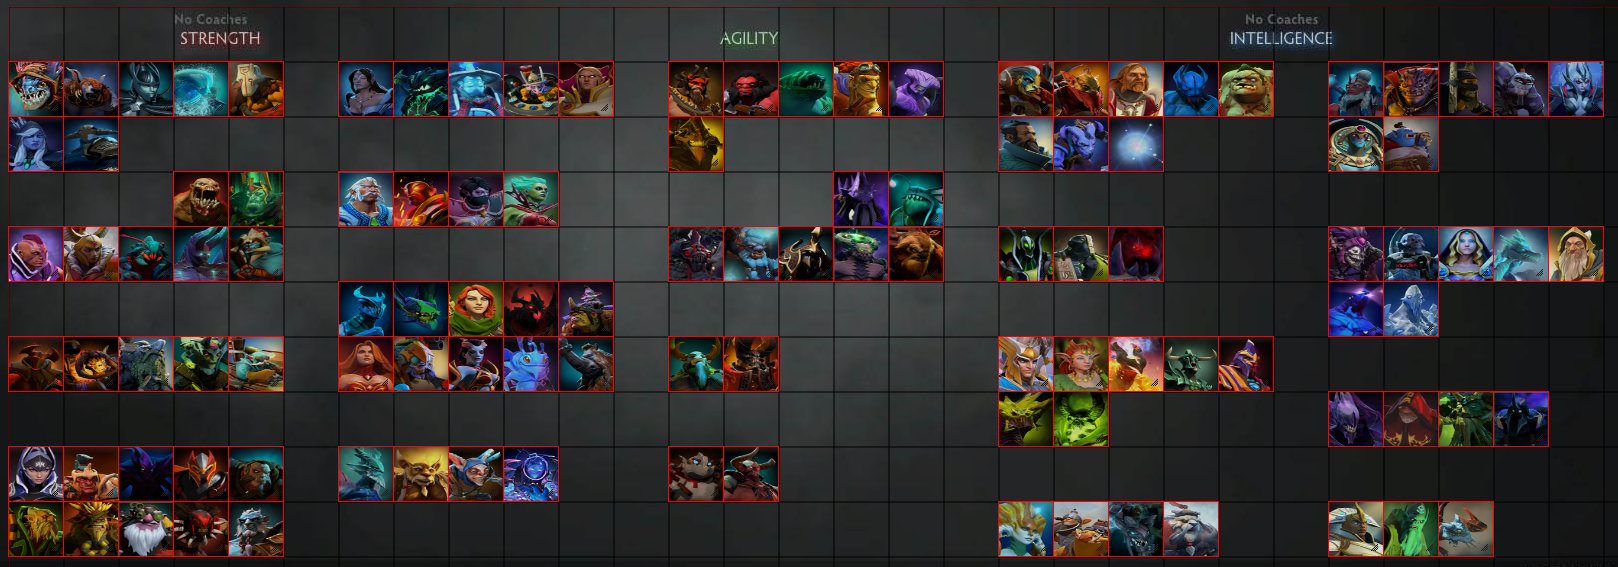 No Coaches
STRENGTH
AGILITY
No Coaches
INTELLIGENCE